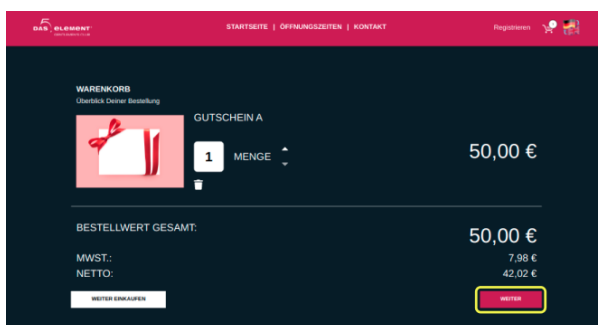 DAS 5 ELEMENT
STARTSEITE | ÖFFNUNGSZEITEN | KONTAKT
Registrieren
WARENKORB
Überblick Deiner Bestellung
GUTSCHEIN A
1 MENGE
50,00 €
BESTELLWERT GESAMT:
50,00 €
MWST.:
7,98 €
NETTO:
42,02 €
WEITER EINKAUFEN
WEITER